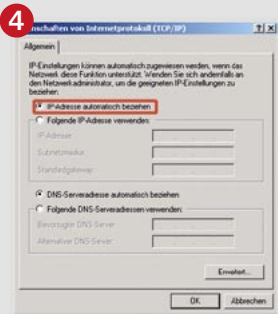 4
nschaften von Internetprotokoll (TCP/IP)
Allgemein
IP-Einstellungen können automatisch zugewiesen werden, wenn das
Netzwerk diese Funktion unterstützt. Wenden Sie sich andernfalls an
den Netzwerkadministrator, um die geeigneten IP-Einstellungen zu
beziehen.
IP-Adresse automatisch beziehen
Folgende IP-Adresse verwenden:
IP-Adresse:
Subnetzmaske:
Standardgateway:
DNS-Serveradresse automatisch beziehen
Folgende DNS-Serveradressen verwenden:
Bevorzugter DNS-Server:
Alternativer DNS-Server:
Erweitert...
OK
Abbrechen